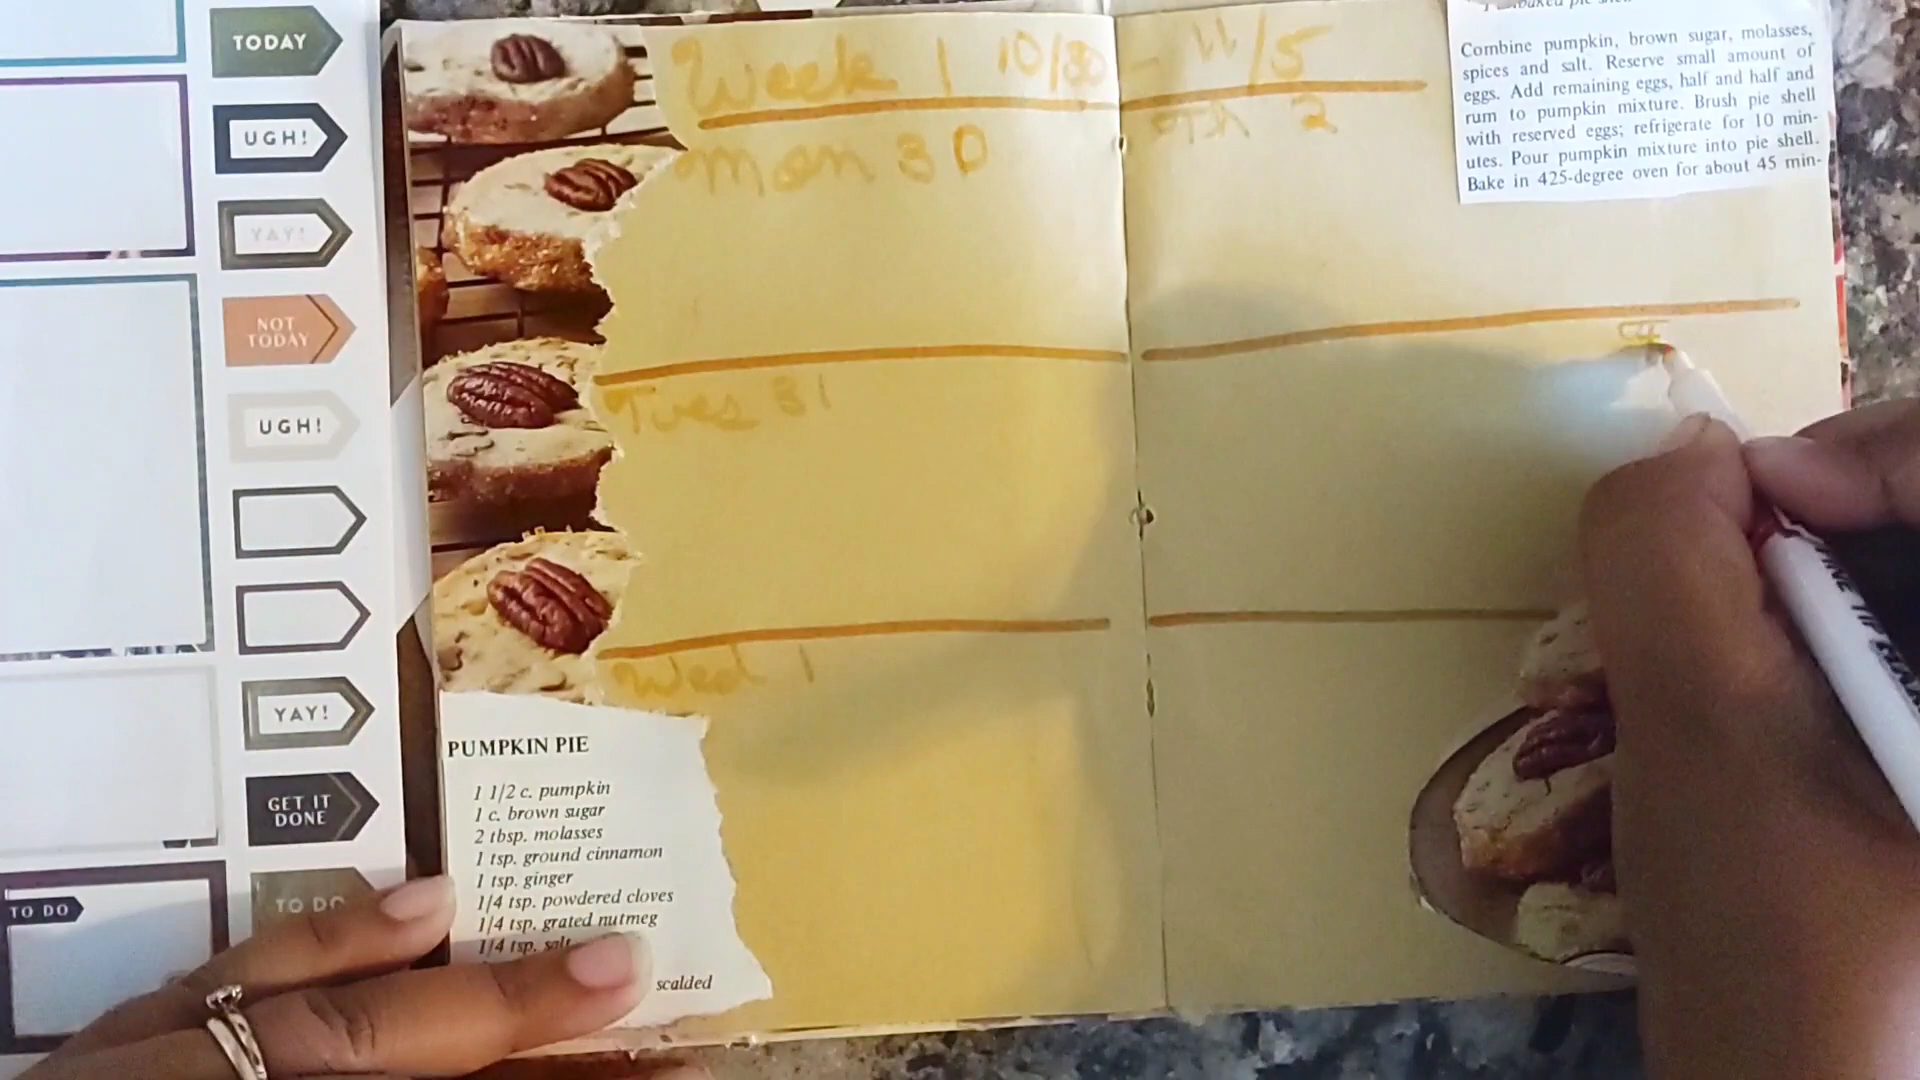 TODAY
UGH!
YAY!
NOT
TODAY
UGH!
YAY!
GET IT
DONE
TO DO
TO DO
Week 1 10/30 - 11/5
Mon 30
Tues 31
Wed 1
PUMPKIN PIE
1 1/2 c. pumpkin
1 c. brown sugar
2 tbsp. molasses
1 tsp. ground cinnamon
1 tsp. ginger
1/4 tsp. powdered cloves
1/4 tsp. grated nutmeg
1/4 tsp. salt
scalded
2
Combine pumpkin, brown sugar, molasses,
spices and salt. Reserve small amount of
eggs. Add remaining eggs, half and half and
rum to pumpkin mixture. Brush pie shell
with reserved eggs; refrigerate for 10 min-
utes. Pour pumpkin mixture into pie shell.
Bake in 425-degree oven for about 45 min-